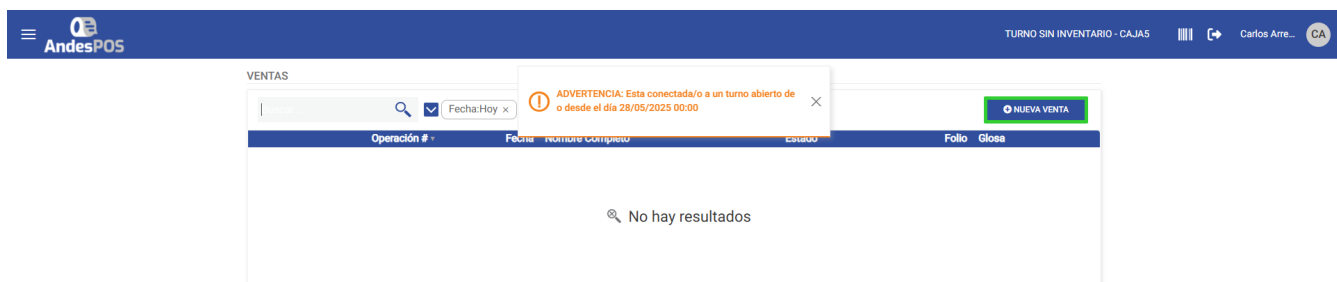 AndesPOS
TURNO SIN INVENTARIO - CAJA5
Carlos Arre...
CA
VENTAS
Fecha:Hoy ×
ADVERTENCIA: Esta conectada/o a un turno abierto de
o desde el día 28/05/2025 00:00
NUEVA VENTA
Operación #
Fecha
Nombre Completo
Estado
Folio
Glosa
No hay resultados